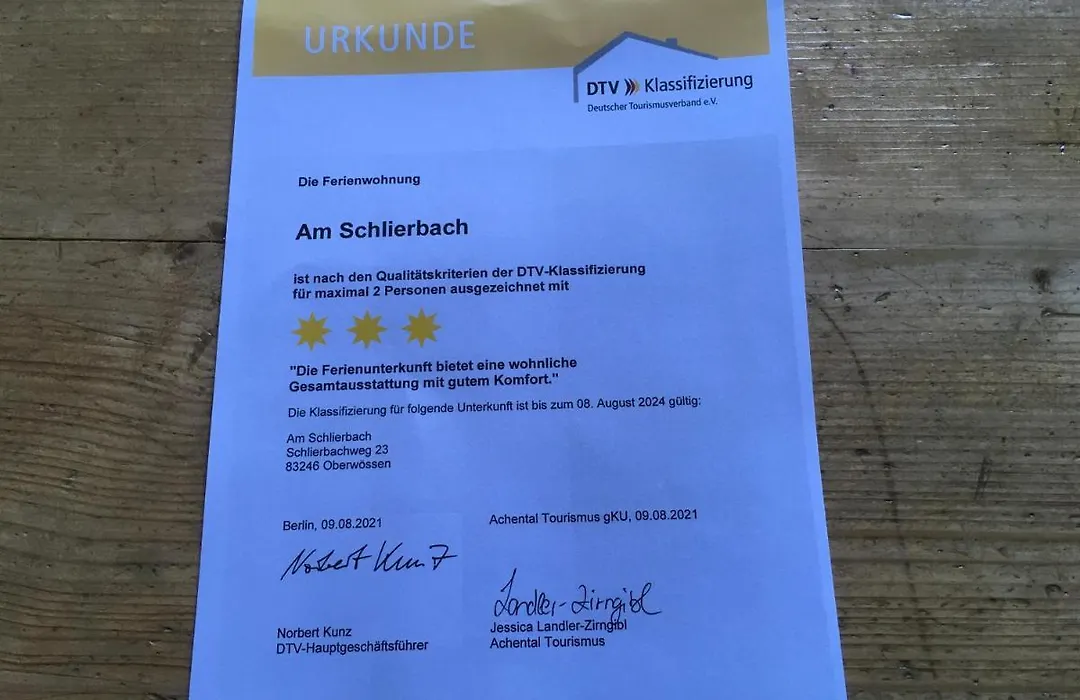 URKUNDE
DTV Klassifizierung
Deutscher Tourismusverband e.V.
Die Ferienwohnung
Am Schlierbach
ist nach den Qualitätskriterien der DTV-Klassifizierung
für maximal 2 Personen ausgezeichnet mit
"Die Ferienunterkunft bietet eine wohnliche
Gesamtausstattung mit gutem Komfort."
Die Klassifizierung für folgende Unterkunft ist bis zum 08. August 2024 gültig:
Am Schlierbach
Schlierbachweg 23
83246 Oberwössen
Berlin, 09.08.2021
Achental Tourismus gKU, 09.08.2021
Norbert Kunz
Landler-Zirngibl
Norbert Kunz
DTV-Hauptgeschäftsführer
Jessica Landler-Zirngibl
Achental Tourismus